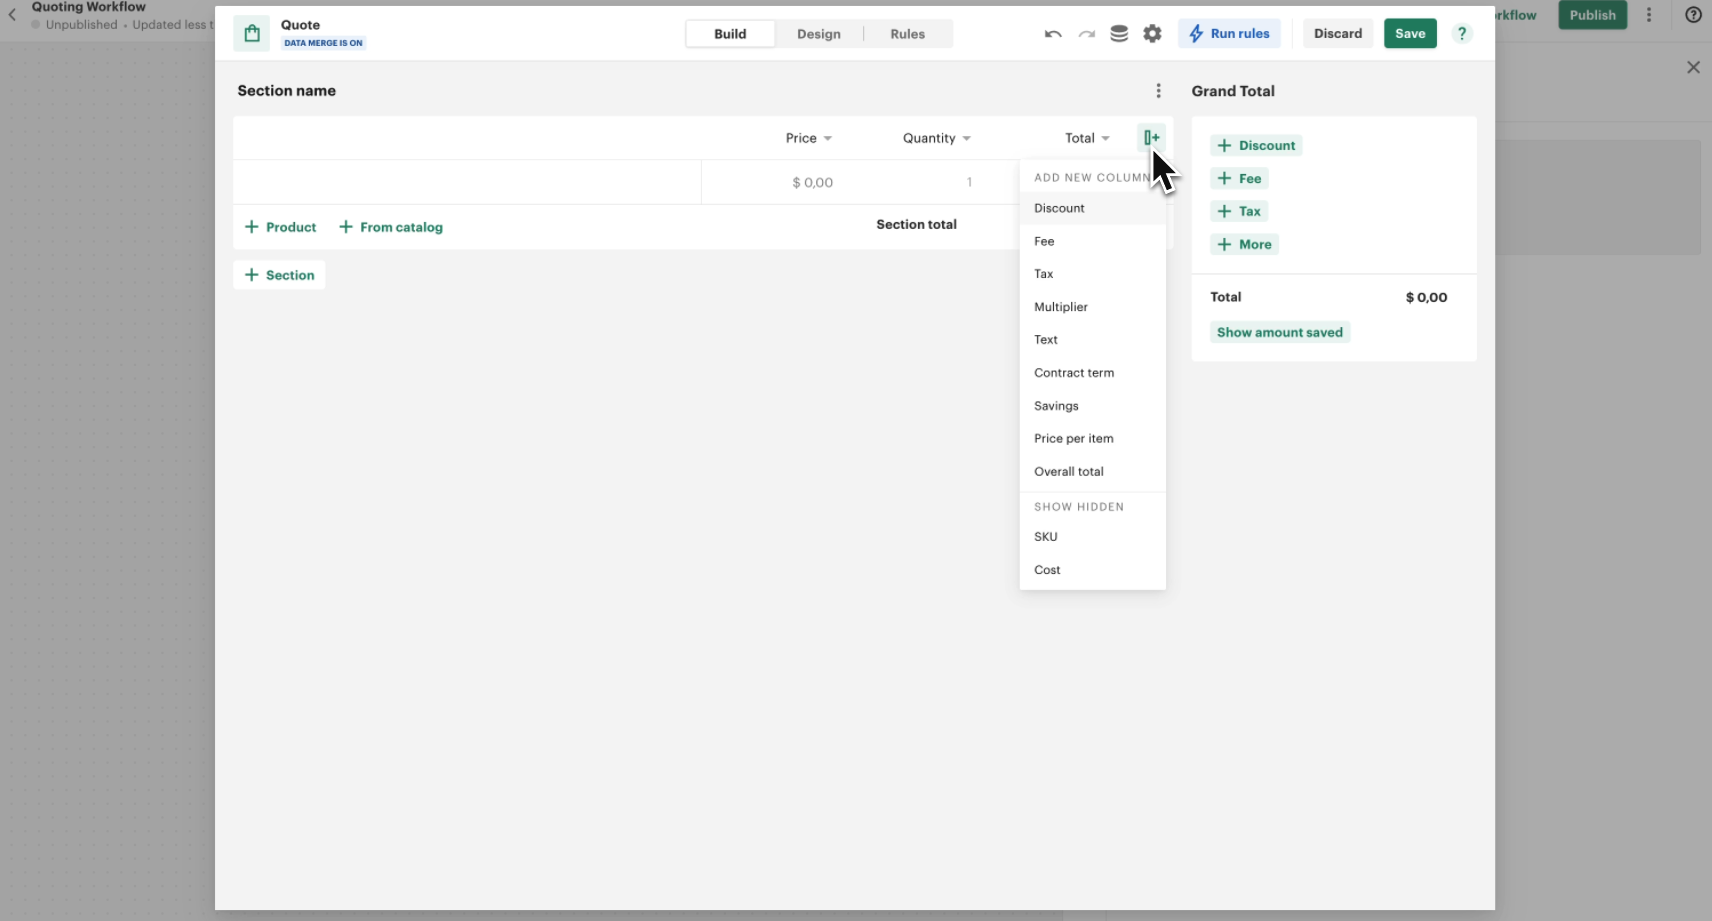 Quoting Workflow
Unpublished • Updated less t
Quote
DATA MERGE IS ON
Build
Design
Rules
Run rules
Discard
Save
?
rkflow
Publish
Section name
Grand Total
Price
Quantity
Total
$ 0,00
1
+ Product
+ From catalog
Section total
+ Section
ADD NEW COLUMN
Discount
Fee
Tax
Multiplier
Text
Contract term
Savings
Price per item
Overall total
SHOW HIDDEN
SKU
Cost
+ Discount
+ Fee
+ Tax
+ More
Total $ 0,00
Show amount saved